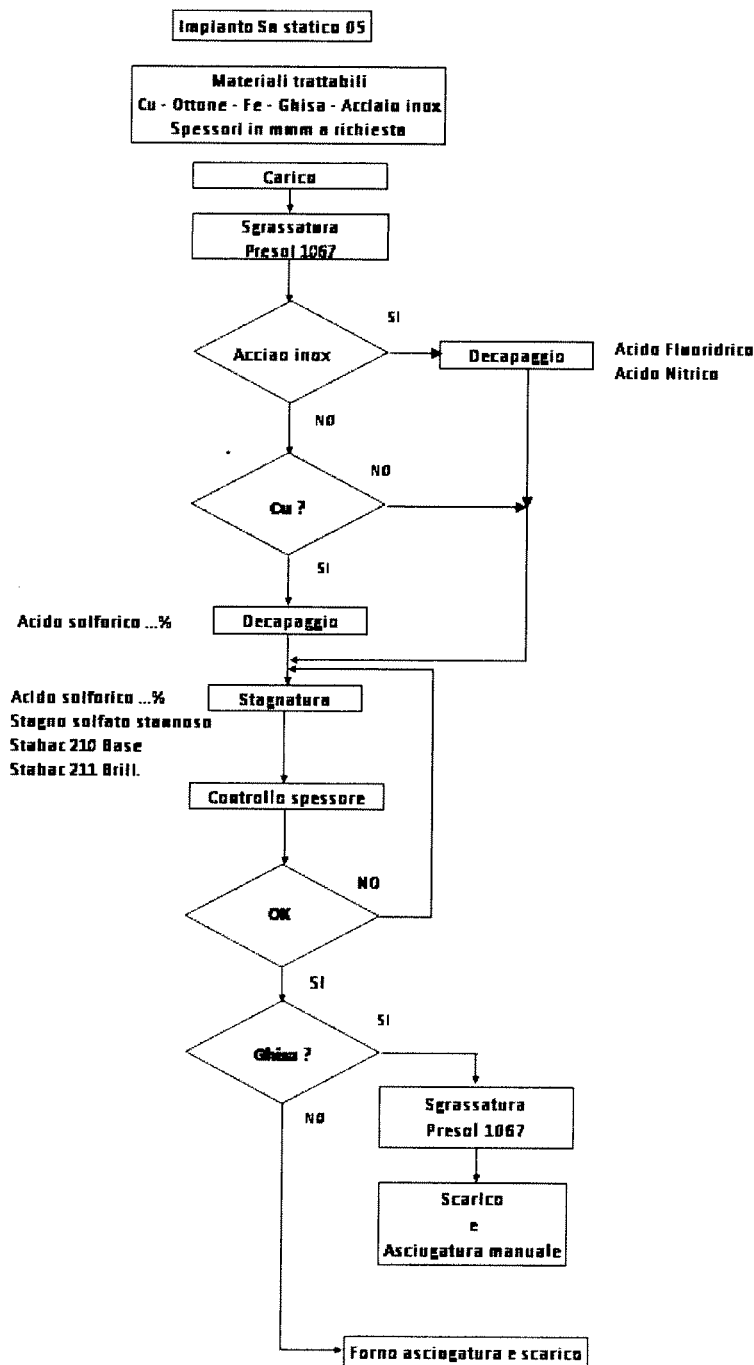 Impianto Sn statico 05
Materiali trattabili
Cu - Ottone - Fe - Ghisa - Acciaio inox
Spessori in mmm a richiesta
Carico
Sgrassatura
Presol 1067
SI
Acciao inox
Decapaggio
Acido Fluoridrico
Acido Nitrico
NO
NO
Cu ?
SI
Acido solforico ...%
Decapaggio
Acido solforico ...%
Stagno solfato stannoso
Stabac 210 Base
Stabac 211 Brill.
Stagnatura
Controllo spessore
NO
OK
SI
SI
Ghisa ?
NO
Sgrassatura
Presol 1067
Scarico
e
Asciugatura manuale
Forno asciugatura e scarico